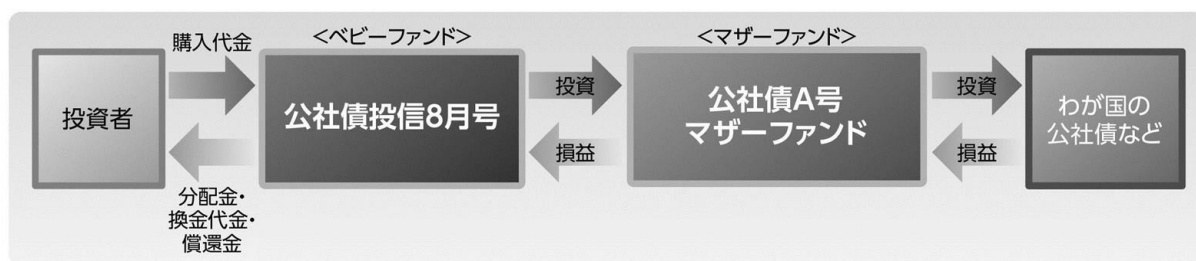 購入代金
<ベビーファンド>
<マザーファンド>
投資者
公社債投信8月号
投資
公社債A号
マザーファンド
投資
わが国の
公社債など
損益
損益
分配金・
換金代金・
償還金